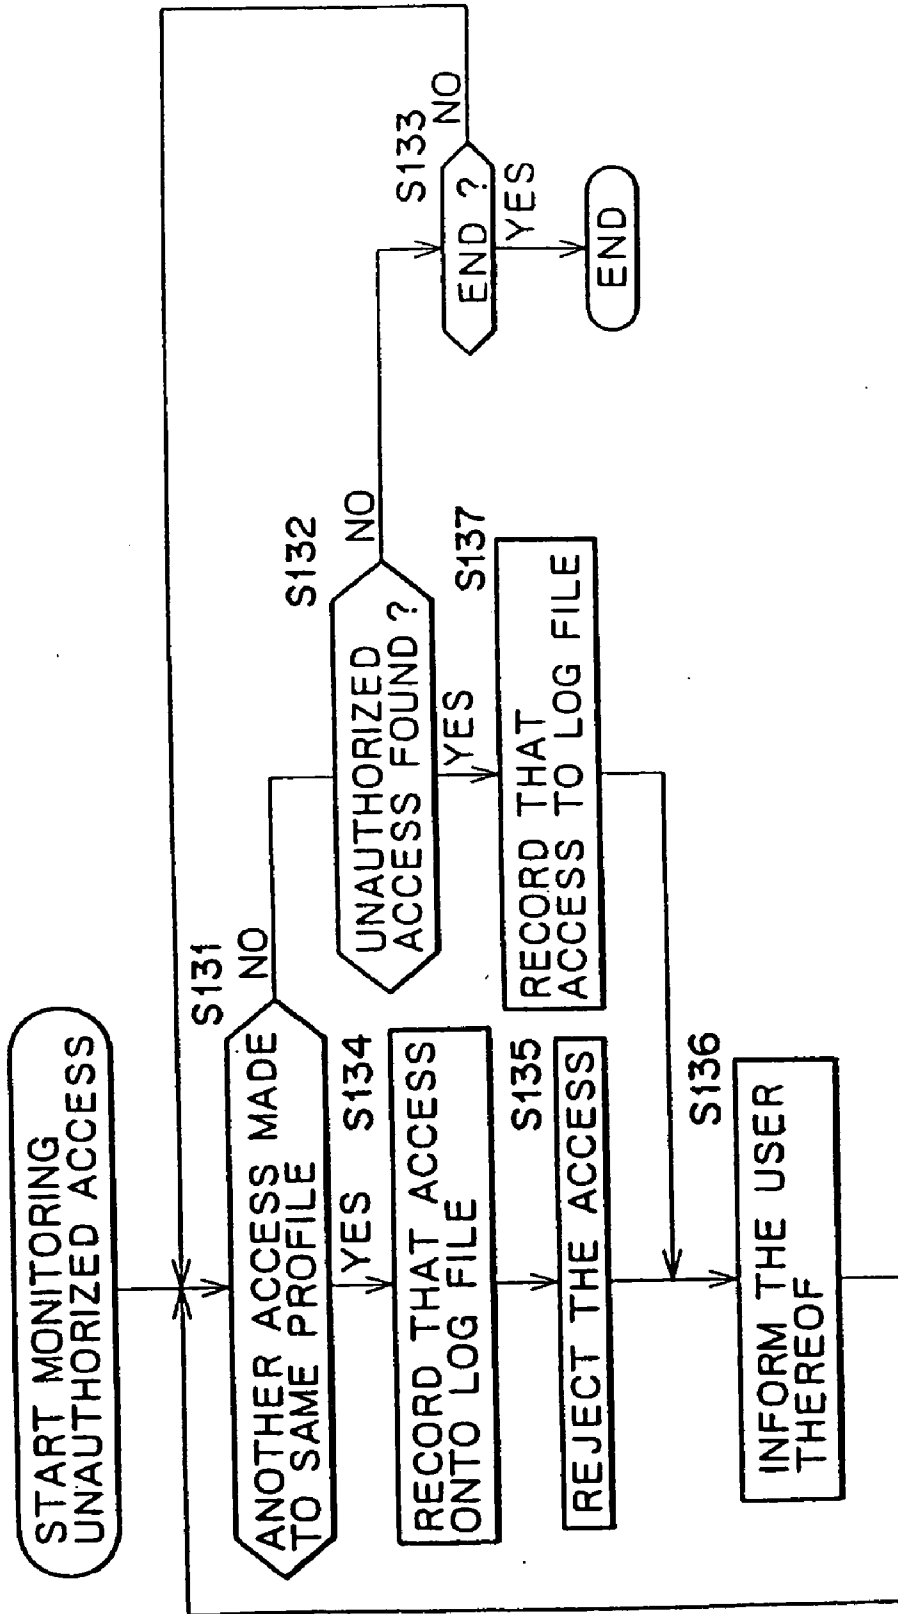 START MONITORING
UNAUTHORIZED ACCESS
S131
ANOTHER ACCESS MADE
TO SAME PROFILE
NO
YES
S132
UNAUTHORIZED
ACCESS FOUND ?
NO
YES
S133
END ?
NO
YES
END
S134
RECORD THAT ACCESS
ONTO LOG FILE
S137
RECORD THAT
ACCESS TO LOG FILE
S135
REJECT THE ACCESS
S136
INFORM THE USER
THEREOF